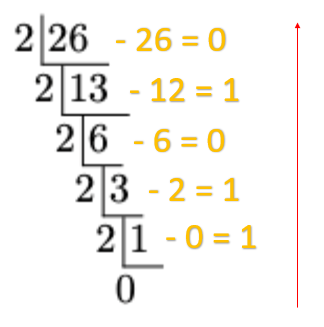 2 26 - 26 = 0
2 13 - 12 = 1
2 6 - 6 = 0
2 3 - 2 = 1
2 1 - 0 = 1
0